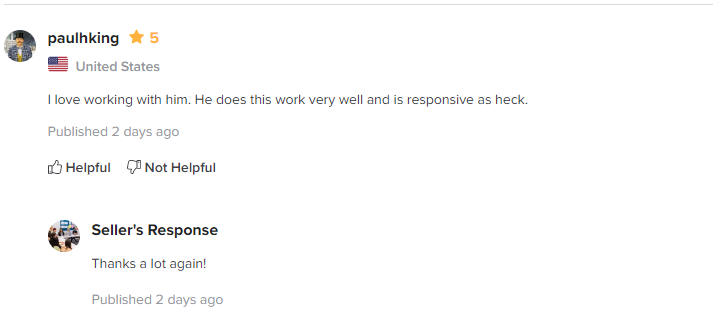 paulhking 5
United States
I love working with him. He does this work very well and is responsive as heck.
Published 2 days ago
Helpful Not Helpful
Seller's Response
Thanks a lot again!
Published 2 days ago